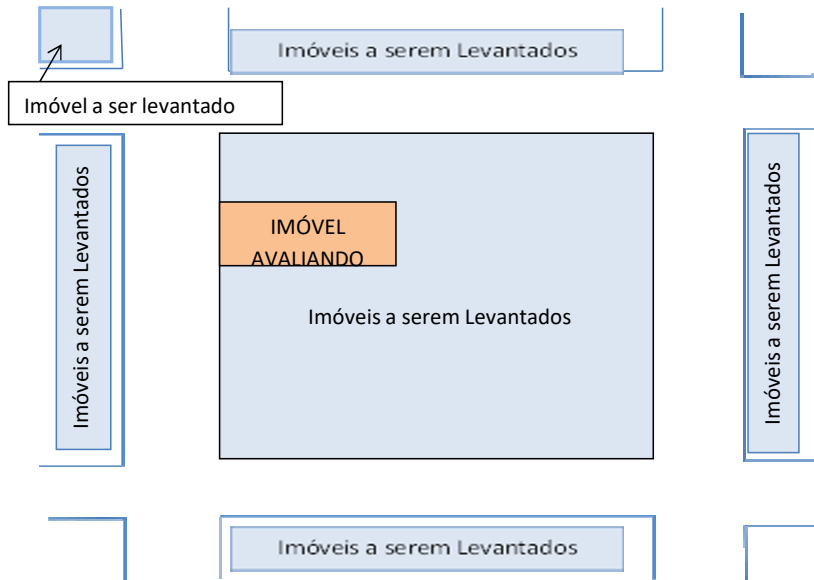 Imóveis a serem Levantados
Imóvel a ser levantado
Imóveis a serem Levantados
IMÓVEL
AVALIANDO
Imóveis a serem Levantados
Imóveis a serem Levantados
Imóveis a serem Levantados